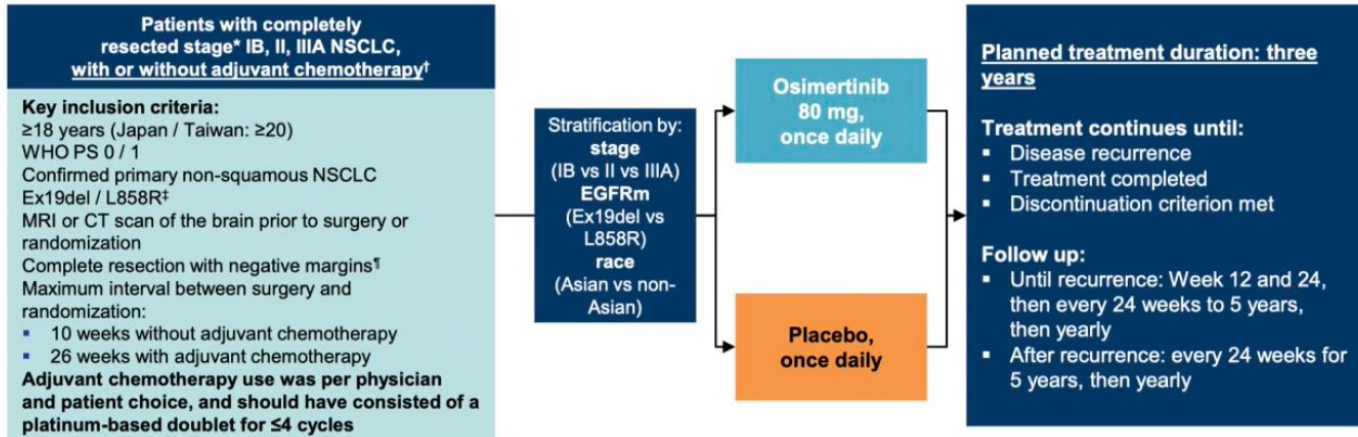 Patients with completely
resected stage* IB, II, IIIA NSCLC,
with or without adjuvant chemotherapy†
Key inclusion criteria:
≥18 years (Japan / Taiwan: ≥20)
WHO PS 0 / 1
Confirmed primary non-squamous NSCLC
Ex19del / L858R‡
MRI or CT scan of the brain prior to surgery or
randomization
Complete resection with negative margins¶
Maximum interval between surgery and
randomization:
▪ 10 weeks without adjuvant chemotherapy
▪ 26 weeks with adjuvant chemotherapy
Adjuvant chemotherapy use was per physician
and patient choice, and should have consisted of a
platinum-based doublet for ≤4 cycles
Stratification by:
stage
(IB vs II vs IIIA)
EGFRm
(Ex19del vs
L858R)
race
(Asian vs non-
Asian)
Osimertinib
80 mg,
once daily
Placebo,
once daily
Planned treatment duration: three
years
Treatment continues until:
▪ Disease recurrence
▪ Treatment completed
▪ Discontinuation criterion met
Follow up:
▪ Until recurrence: Week 12 and 24,
then every 24 weeks to 5 years,
then yearly
▪ After recurrence: every 24 weeks for
5 years, then yearly